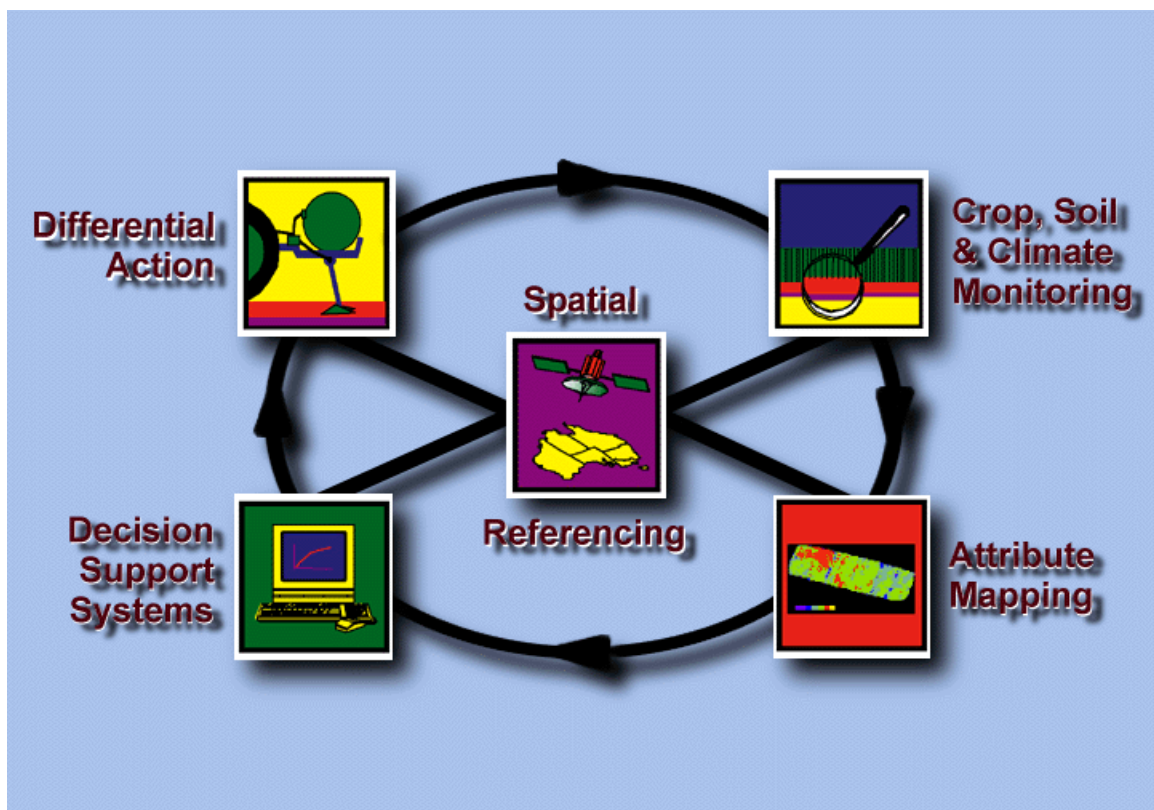 Differential
Action
Crop, Soil
& Climate
Monitoring
Spatial
Referencing
Decision
Support
Systems
Attribute
Mapping